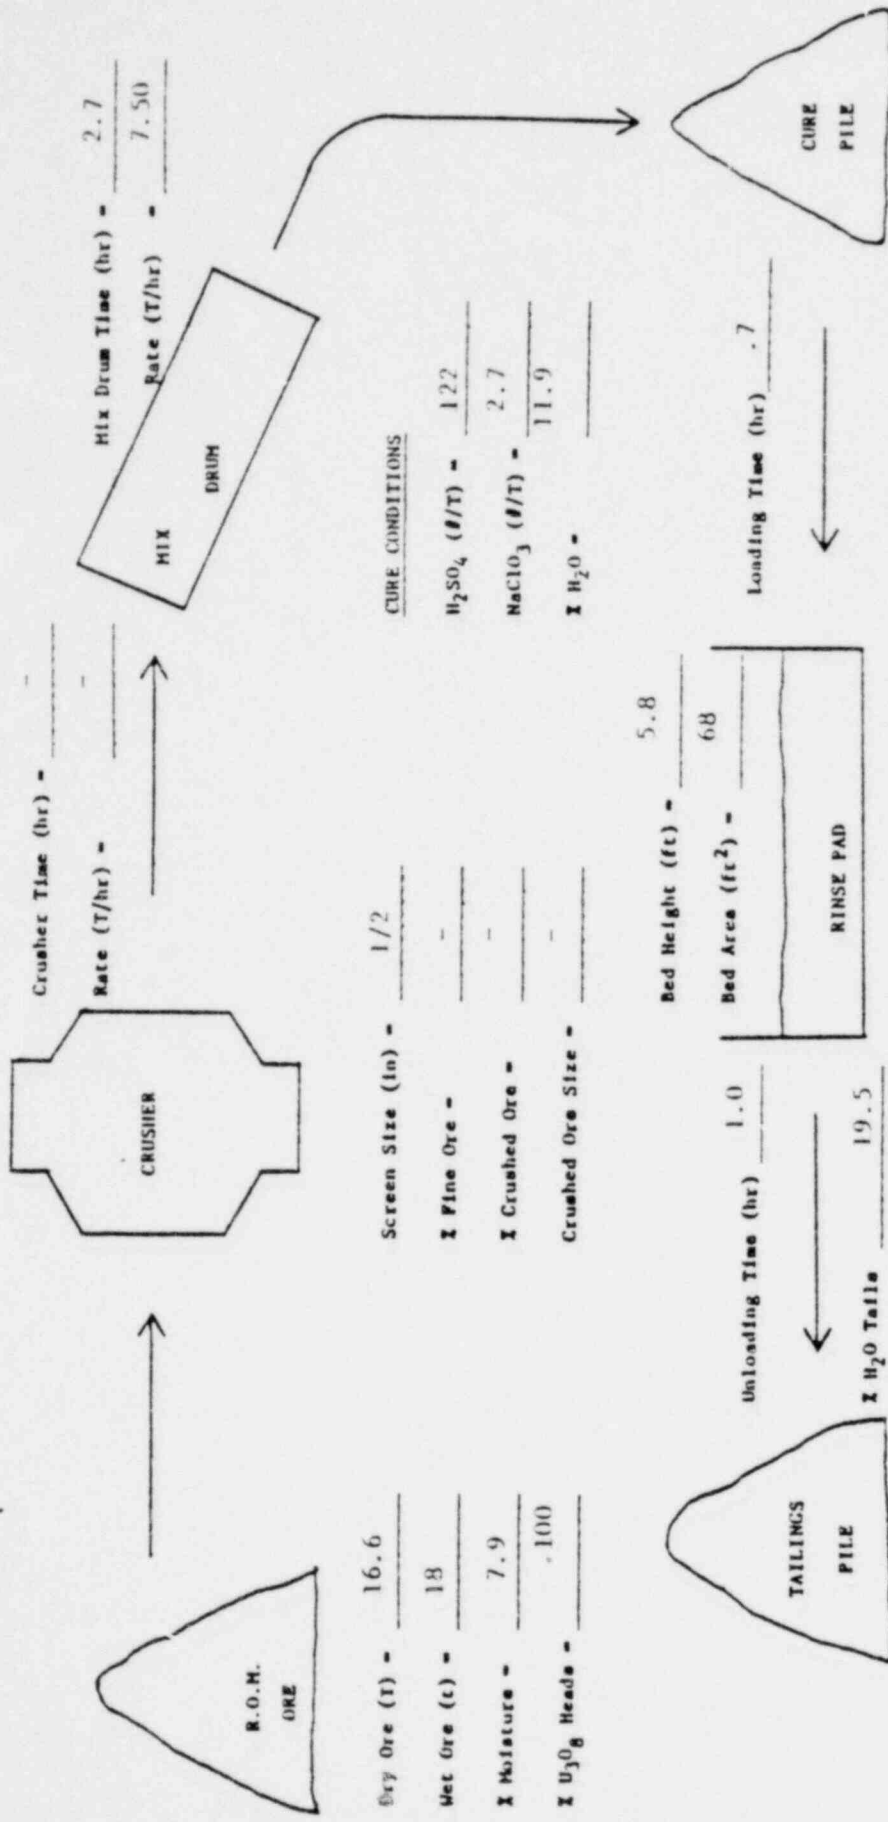 R.O.M.
ORE
CRUSHER
Crusher Time (hr) = -
Rate (T/hr) = -
MIX
DRUM
Mix Drum Time (hr) = 2.7
Rate (T/hr) = 7.50
Dry Ore (T) = 16.6
Wet Ore (t) = 18
% Moisture = 7.9
% U3O8 Heads = .100
Screen Size (in) = 1/2
% Fine Ore = -
% Crushed Ore = -
Crushed Ore Size = -
CURE CONDITIONS
H2SO4 (#/T) = 122
NaClO3 (#/T) = 2.7
% H2O = 11.9
TAILINGS
PILE
Unloading Time (hr) 1.0
% H2O Tails 19.5
Bed Height (ft) = 5.8
Bed Area (ft2) = 68
RINSE PAD
Loading Time (hr) .7
CURE
PILE